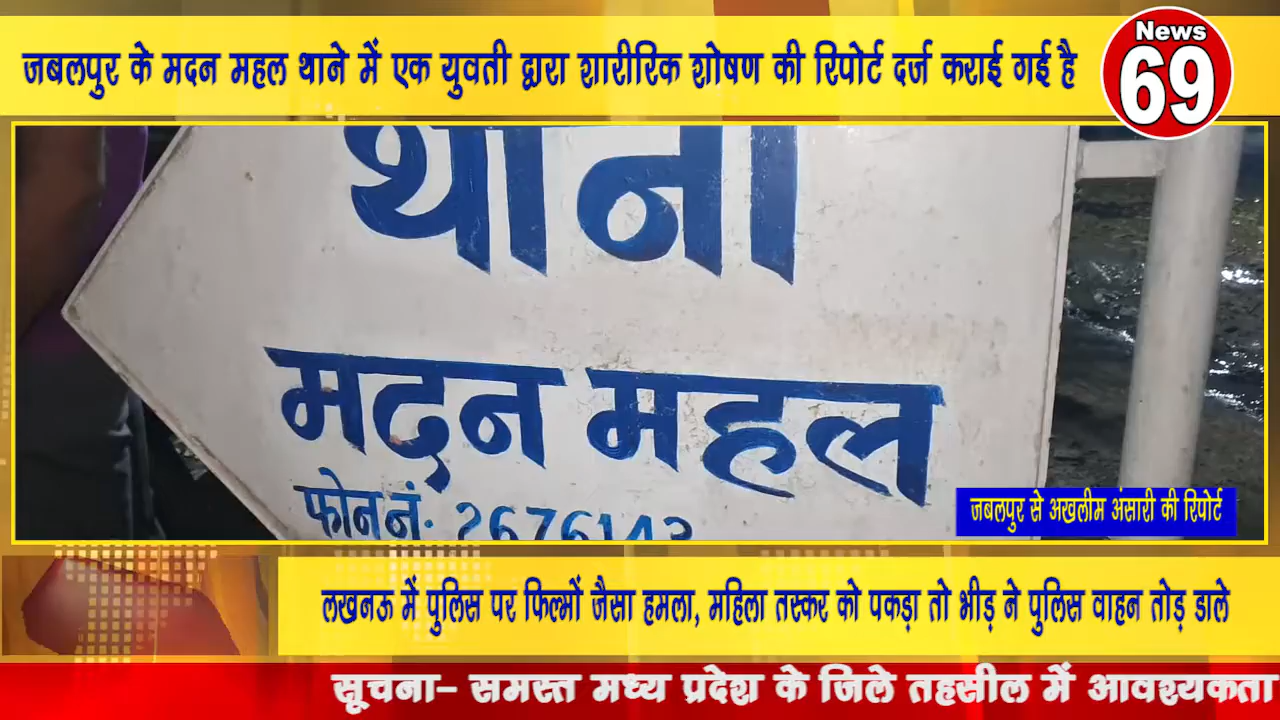 जबलपुर के मदन महल थाने में एक युवती द्वारा शारीरिक शोषण की रिपोर्ट दर्ज कराई गई है
News
69
थाना
मदन महल
फोन नं. 2676143
जबलपुर से अखलीम अंसारी की रिपोर्ट
लखनऊ में पुलिस पर फिल्मों जैसा हमला, महिला तस्कर को पकड़ा तो भीड़ ने पुलिस वाहन तोड़ डाले
सूचना- समस्त मध्य प्रदेश के जिले तहसील में आवश्यकता